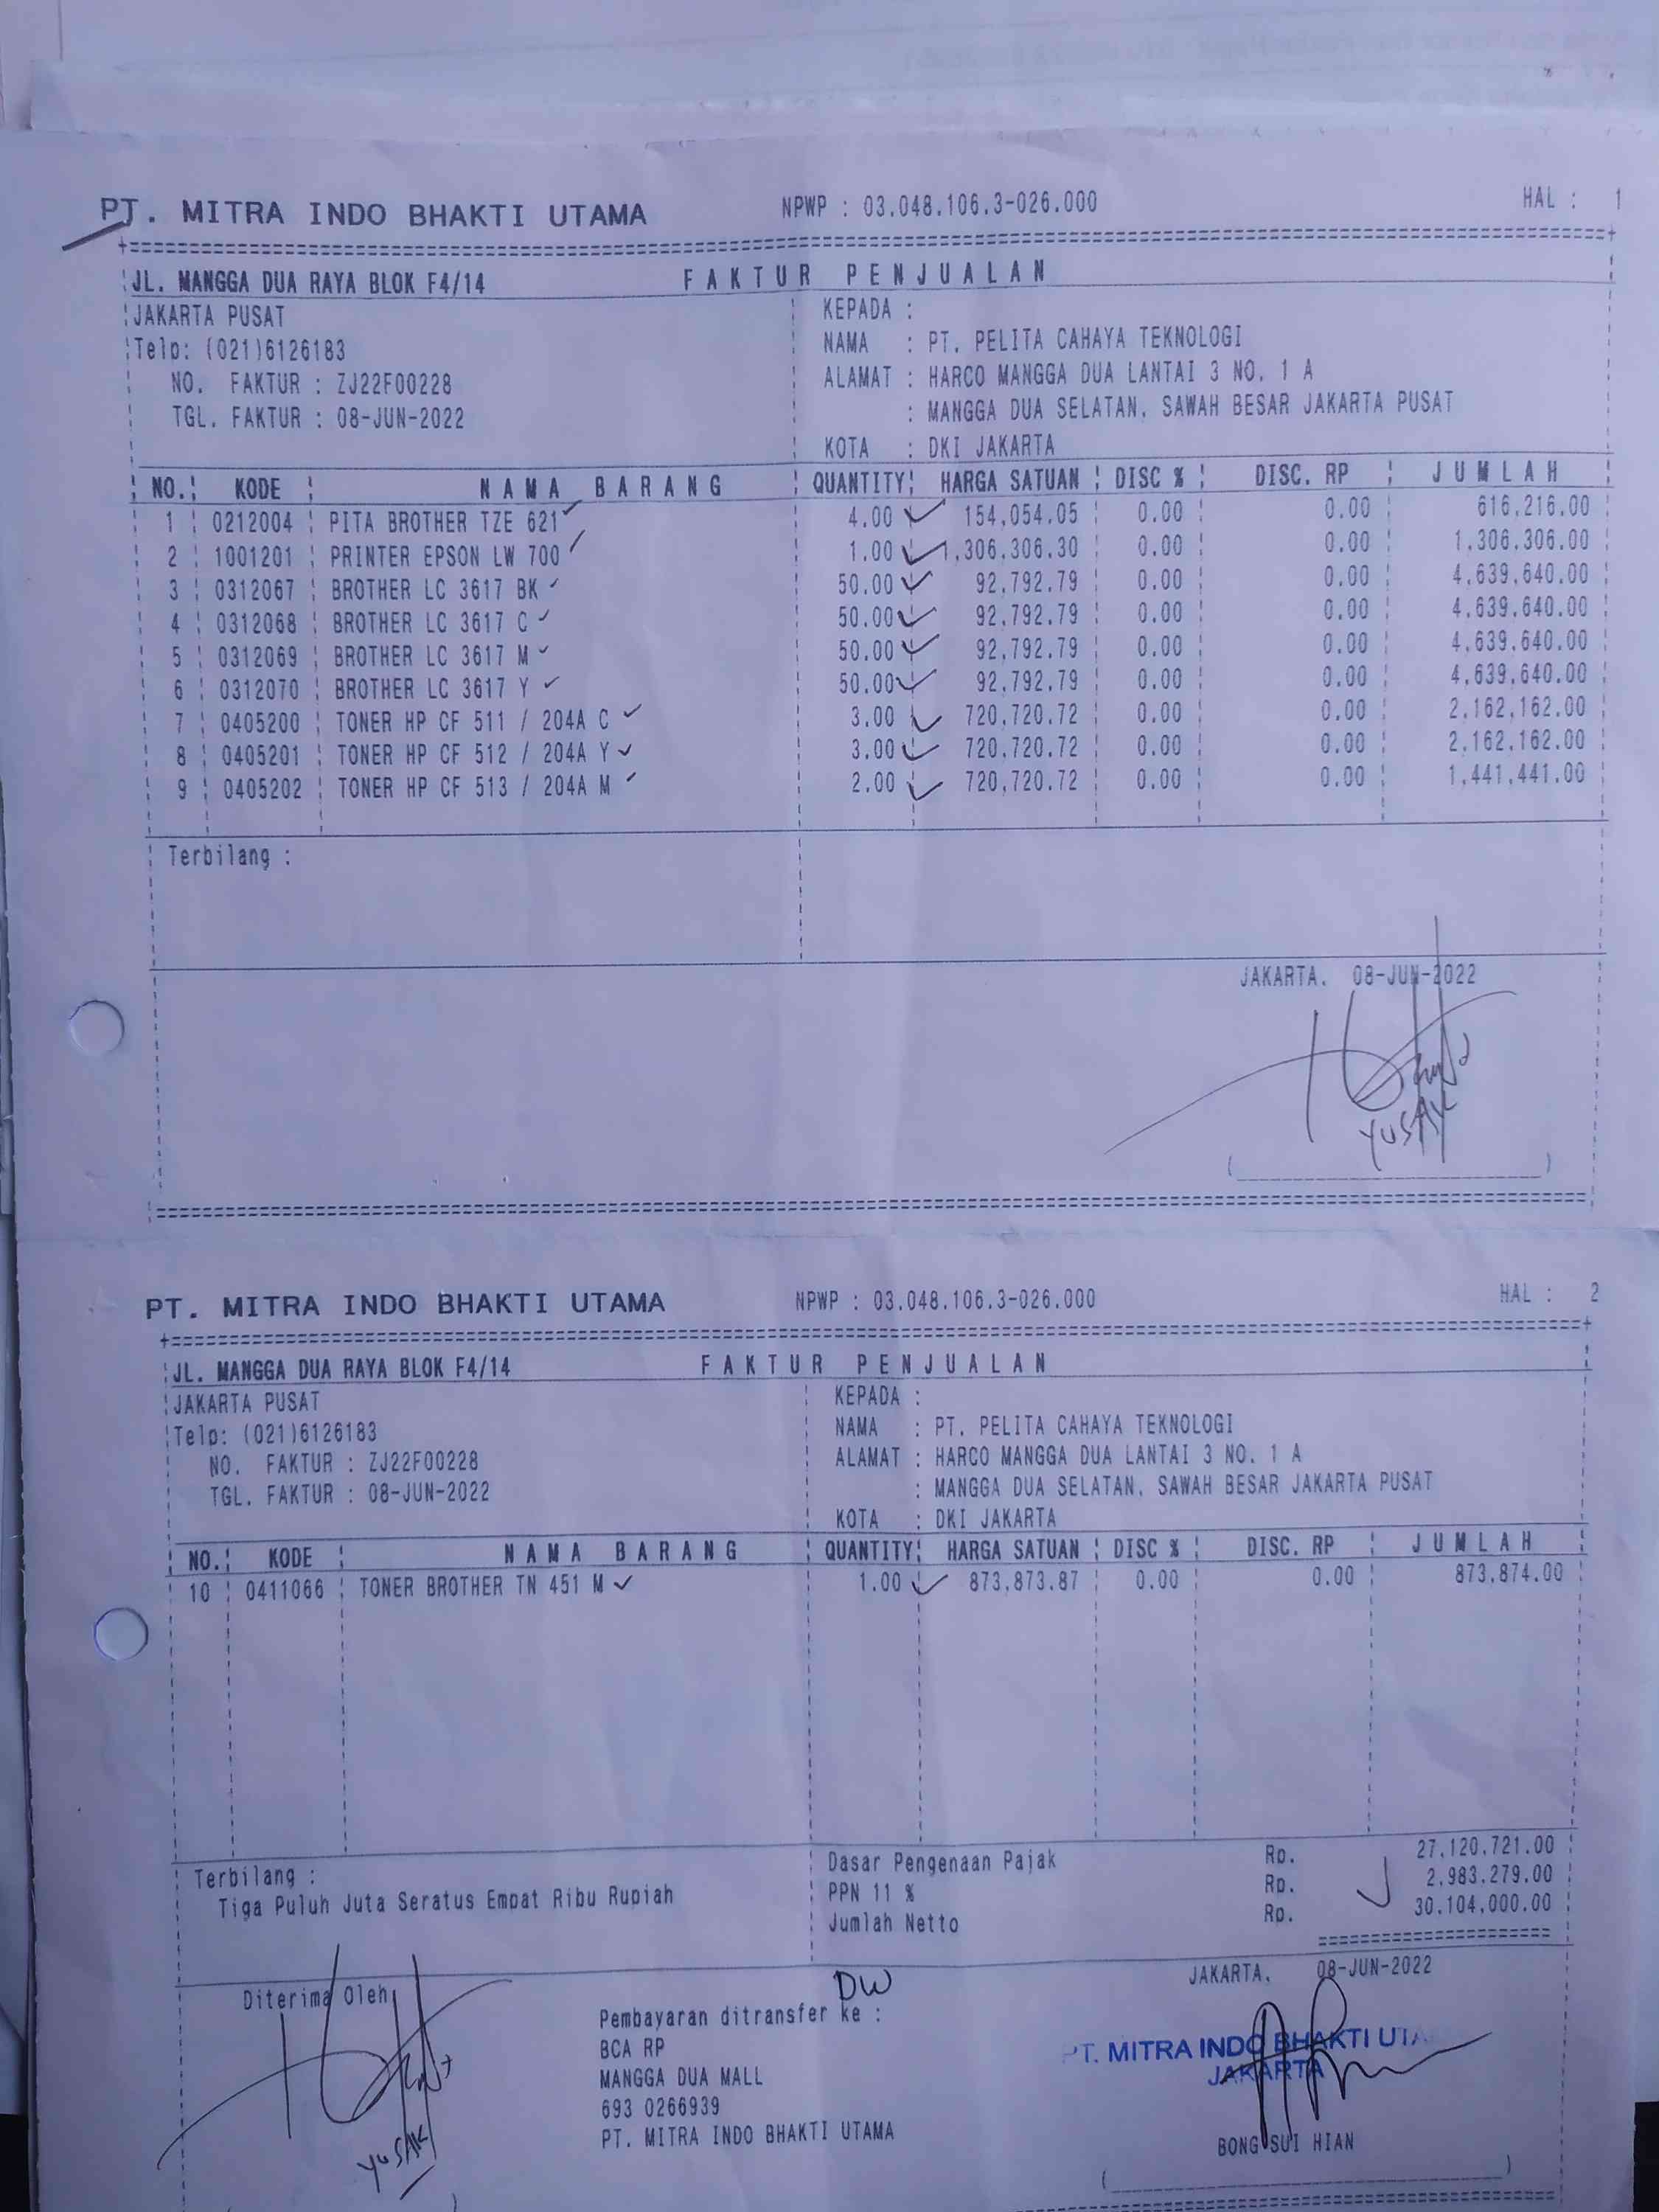 PT. MITRA INDO BHAKTI UTAMA NPWP : 03.048.106.3-026.000 HAL : 1
JL. MANGGA DUA RAYA BLOK F4/14 FAKTUR PENJUALAN
JAKARTA PUSAT KEPADA :
Telp: (021)6126183 NAMA : PT. PELITA CAHAYA TEKNOLOGI
NO. FAKTUR : ZJ22F00228 ALAMAT : HARCO MANGGA DUA LANTAI 3 NO. 1 A
TGL. FAKTUR : 08-JUN-2022 : MANGGA DUA SELATAN, SAWAH BESAR JAKARTA PUSAT
KOTA : DKI JAKARTA
NO. KODE NAMA BARANG QUANTITY HARGA SATUAN DISC % DISC. RP JUMLAH
1 0212004 PITA BROTHER TZE 621 4.00 154,054.05 0.00 0.00 616,216.00
2 1001201 PRINTER EPSON LW 700 1.00 1,306,306.30 0.00 0.00 1,306,306.00
3 0312067 BROTHER LC 3617 BK 50.00 92,792.79 0.00 0.00 4,639,640.00
4 0312068 BROTHER LC 3617 C 50.00 92,792.79 0.00 0.00 4,639,640.00
5 0312069 BROTHER LC 3617 M 50.00 92,792.79 0.00 0.00 4,639,640.00
6 0312070 BROTHER LC 3617 Y 50.00 92,792.79 0.00 0.00 4,639,640.00
7 0405200 TONER HP CF 511 / 204A C 3.00 720,720.72 0.00 0.00 2,162,162.00
8 0405201 TONER HP CF 512 / 204A Y 3.00 720,720.72 0.00 0.00 2,162,162.00
9 0405202 TONER HP CF 513 / 204A M 2.00 720,720.72 0.00 0.00 1,441,441.00
Terbilang :
JAKARTA, 08-JUN-2022
YUSAK
PT. MITRA INDO BHAKTI UTAMA NPWP : 03.048.106.3-026.000 HAL : 2
JL. MANGGA DUA RAYA BLOK F4/14 FAKTUR PENJUALAN
JAKARTA PUSAT KEPADA :
Telp: (021)6126183 NAMA : PT. PELITA CAHAYA TEKNOLOGI
NO. FAKTUR : ZJ22F00228 ALAMAT : HARCO MANGGA DUA LANTAI 3 NO. 1 A
TGL. FAKTUR : 08-JUN-2022 : MANGGA DUA SELATAN, SAWAH BESAR JAKARTA PUSAT
KOTA : DKI JAKARTA
NO. KODE NAMA BARANG QUANTITY HARGA SATUAN DISC % DISC. RP JUMLAH
10 0411066 TONER BROTHER TN 451 M 1.00 873,873.87 0.00 0.00 873,874.00
Terbilang : Dasar Pengenaan Pajak Rp. 27,120,721.00
Tiga Puluh Juta Seratus Empat Ribu Rupiah PPN 11 % Rp. 2,983,279.00
Jumlah Netto Rp. 30,104,000.00
DW
Diterima Oleh JAKARTA, 08-JUN-2022
Pembayaran ditransfer ke :
BCA RP PT. MITRA INDO BHAKTI UTA
MANGGA DUA MALL JAKARTA
693 0266939
PT. MITRA INDO BHAKTI UTAMA BONG SUI HIAN
YUSAK